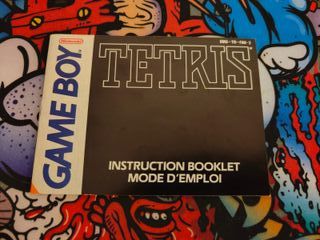 Nintendo
GAME BOY
TETRIS
INSTRUCTION BOOKLET
MODE D'EMPLOI